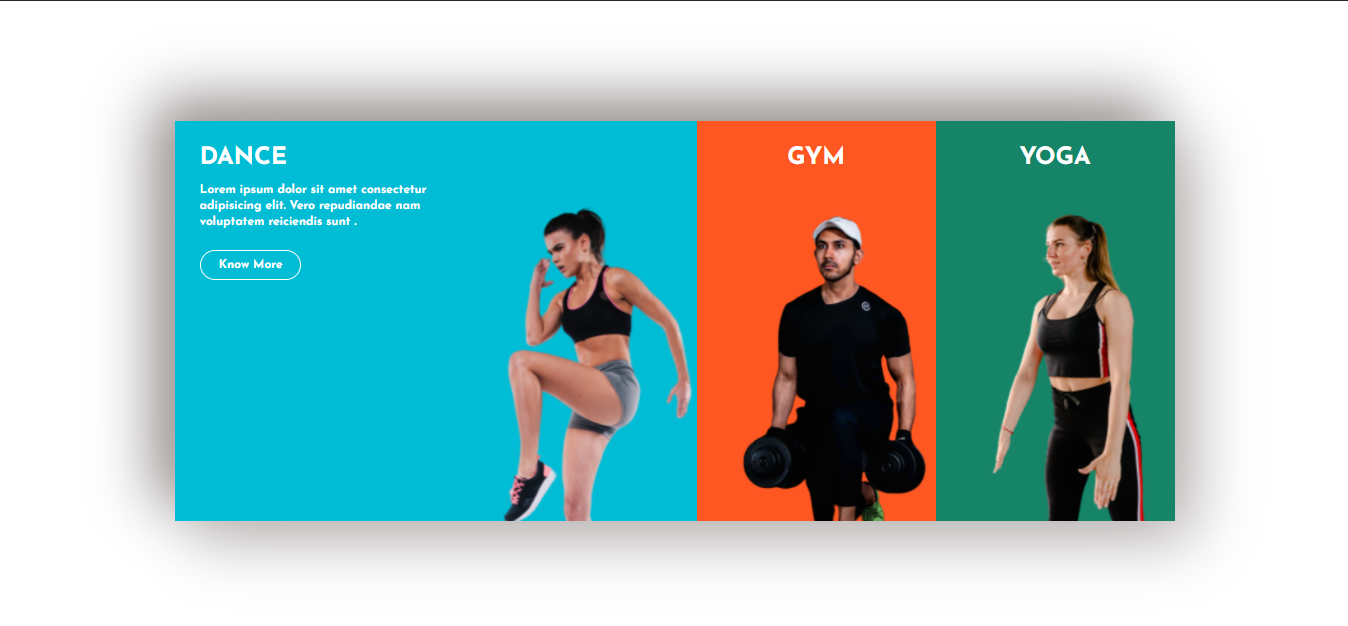 DANCE
Lorem ipsum dolor sit amet consectetur
adipisicing elit. Vero repudiandae nam
voluptatem reiciendis sunt .
Know More
GYM
YOGA